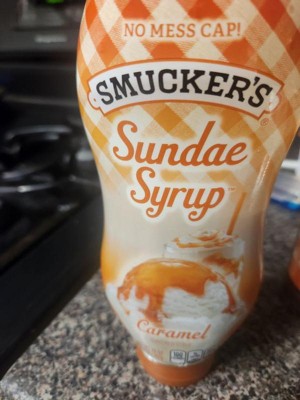 NO MESS CAP!
SMUCKER'S
Sundae
Syrup
Caramel